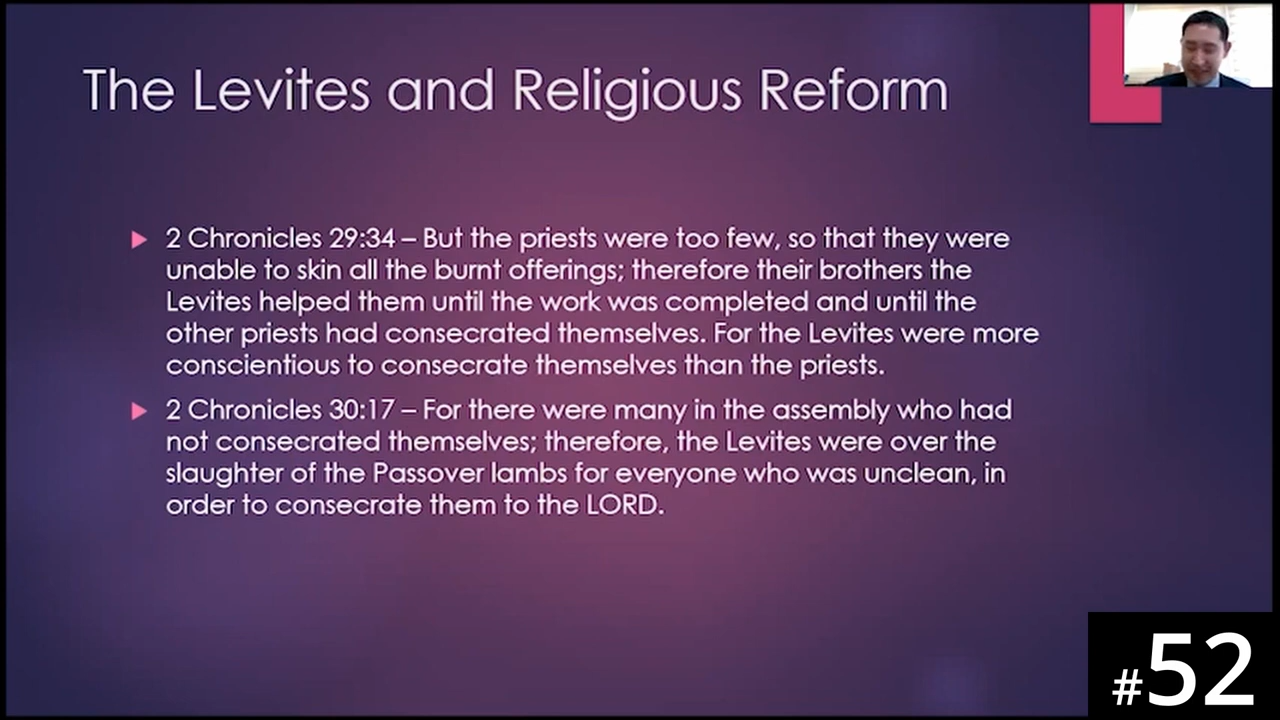 The Levites and Religious Reform
2 Chronicles 29:34 – But the priests were too few, so that they were
unable to skin all the burnt offerings; therefore their brothers the
Levites helped them until the work was completed and until the
other priests had consecrated themselves. For the Levites were more
conscientious to consecrate themselves than the priests.
2 Chronicles 30:17 – For there were many in the assembly who had
not consecrated themselves; therefore, the Levites were over the
slaughter of the Passover lambs for everyone who was unclean, in
order to consecrate them to the LORD.
#52